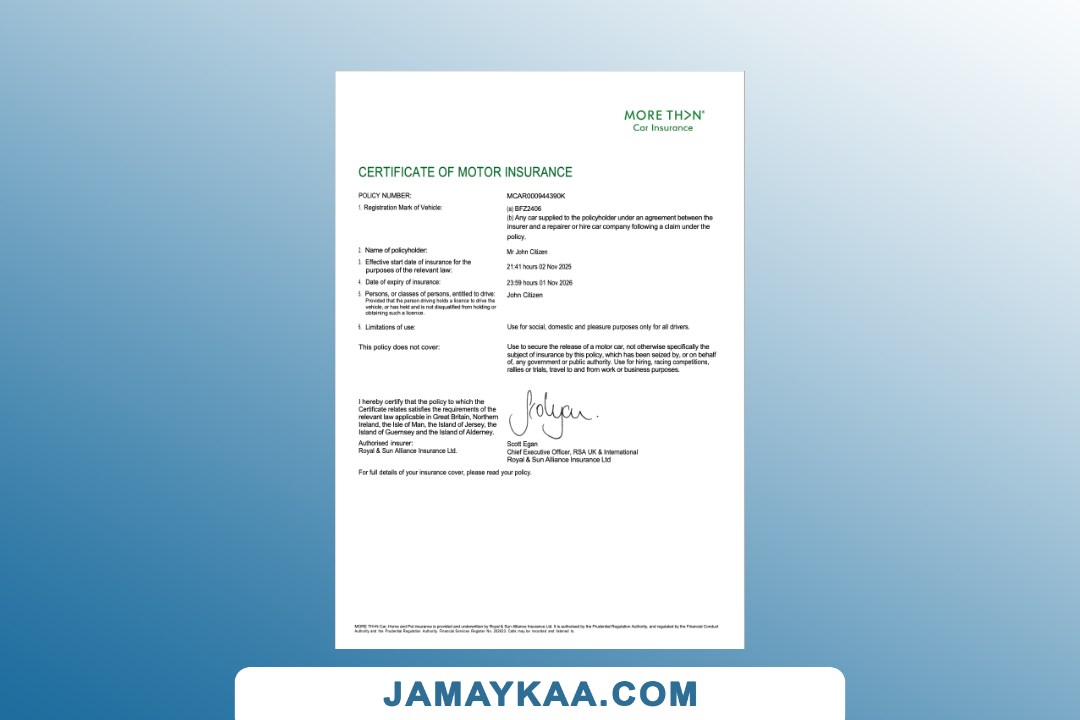 MORE TH>N®
Car Insurance
CERTIFICATE OF MOTOR INSURANCE
POLICY NUMBER: MCAR000944390K
1. Registration Mark of Vehicle: (a) BFZ2406
(b) Any car supplied to the policyholder under an agreement between the
insurer and a repairer or hire car company following a claim under the
policy.
2. Name of policyholder: Mr John Citizen
3. Effective start date of insurance for the
purposes of the relevant law: 21:41 hours 02 Nov 2025
4. Date of expiry of insurance: 23:59 hours 01 Nov 2026
5. Persons, or classes of persons, entitled to drive: John Citizen
Provided that the person driving holds a licence to drive the
vehicle, or has held and is not disqualified from holding or
obtaining such a licence.
6. Limitations of use: Use for social, domestic and pleasure purposes only for all drivers.
This policy does not cover: Use to secure the release of a motor car, not otherwise specifically the
subject of insurance by this policy, which has been seized by, or on behalf
of, any government or public authority. Use for hiring, racing competitions,
rallies or trials, travel to and from work or business purposes.
I hereby certify that the policy to which the
Certificate relates satisfies the requirements of the
relevant law applicable in Great Britain, Northern
Ireland, the Isle of Man, the Island of Jersey, the
Island of Guernsey and the Island of Alderney.
Authorised insurer:
Royal & Sun Alliance Insurance Ltd.
Scott Egan
Chief Executive Officer, RSA UK & International
Royal & Sun Alliance Insurance Ltd
For full details of your insurance cover, please read your policy.
MORE TH>N Car, Home and Pet insurance is provided and underwritten by Royal & Sun Alliance Insurance Ltd. It is authorised by the Prudential Regulation Authority, and regulated by the Financial Conduct
Authority and the Prudential Regulation Authority. Financial Services Register No. Calls may be recorded and listened to.
JAMAYKAA.COM